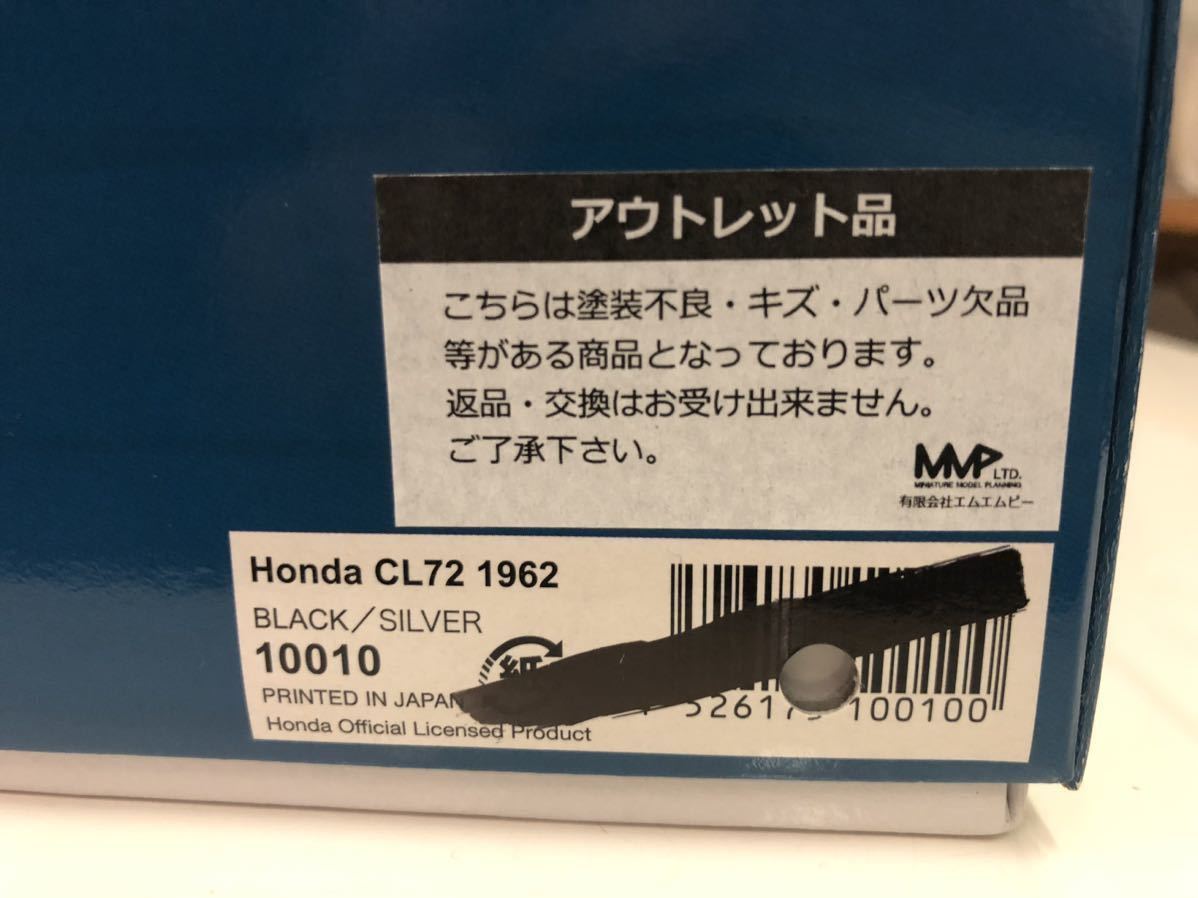 アウトレット品
こちらは塗装不良・キズ・パーツ欠品
等がある商品となっております。
返品・交換はお受け出来ません。
ご了承下さい。
MMP LTD.
MINIATURE MODEL PLANNING
有限会社エムエムピー
Honda CL72 1962
BLACK／SILVER
10010
紙
PRINTED IN JAPAN
Honda Official Licensed Product
100100